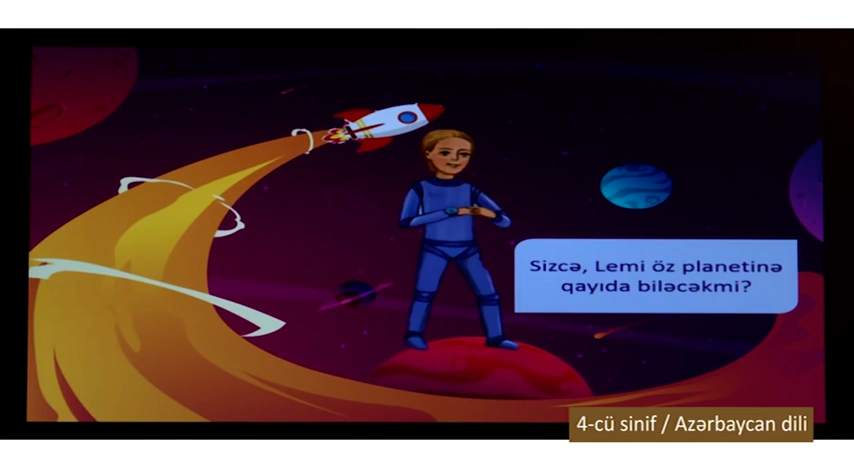 Sizcə, Lemi öz planetinə
qayıda biləcəkmi?
4-cü sinif / Azərbaycan dili